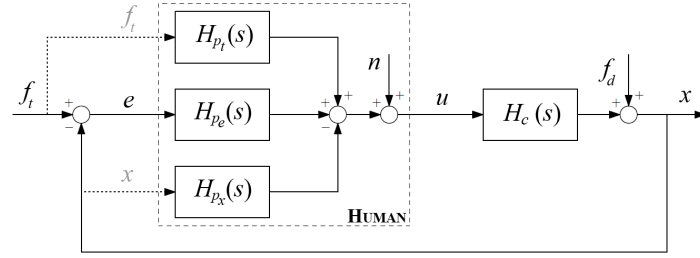 f_t
H_{p_t}(s)
n
f_d
f_t
+
−
e
H_{p_e}(s)
+
+
−
+
+
u
H_c (s)
+
+
x
x
H_{p_x}(s)
HUMAN